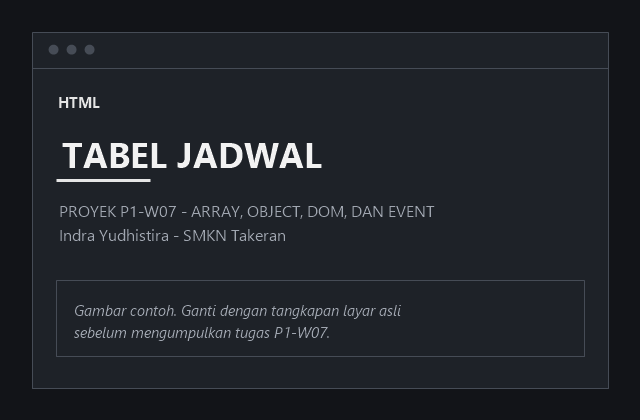 HTML
TABEL JADWAL
PROYEK P1-W07 - ARRAY, OBJECT, DOM, DAN EVENT
Indra Yudhistira - SMKN Takeran
Gambar contoh. Ganti dengan tangkapan layar asli
sebelum mengumpulkan tugas P1-W07.